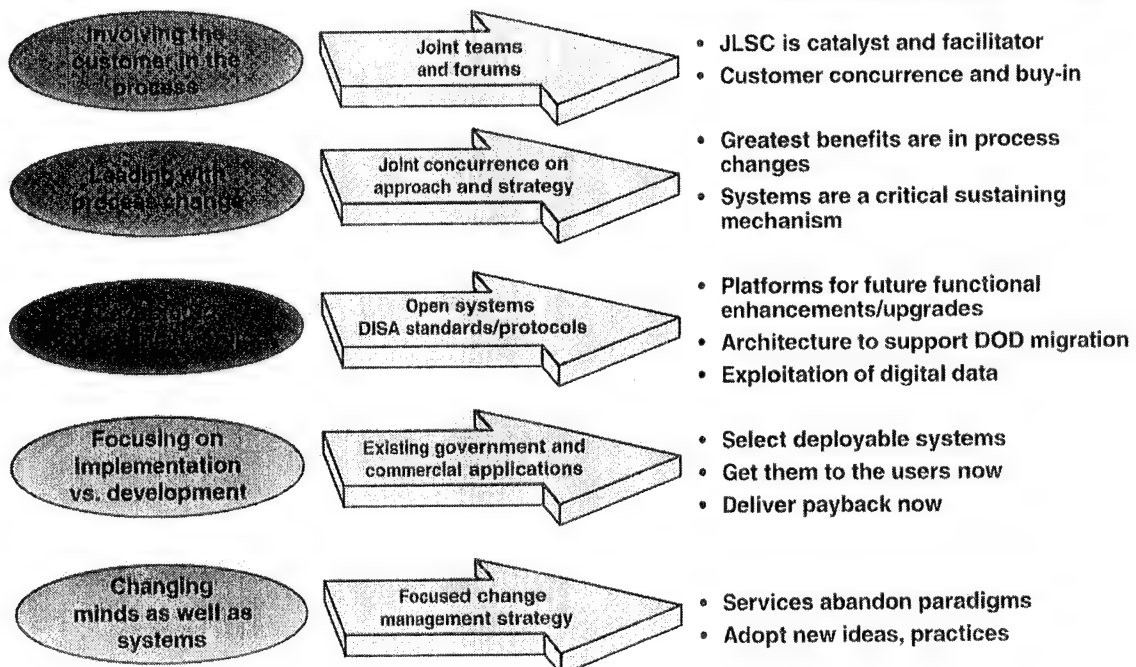 Involving the
customer in the
process
Joint teams
and forums
• JLSC is catalyst and facilitator
• Customer concurrence and buy-in
Leading with
process change
Joint concurrence on
approach and strategy
• Greatest benefits are in process
changes
• Systems are a critical sustaining
mechanism
Open systems
DISA standards/protocols
• Platforms for future functional
enhancements/upgrades
• Architecture to support DOD migration
• Exploitation of digital data
Focusing on
Implementation
vs. development
Existing government and
commercial applications
• Select deployable systems
• Get them to the users now
• Deliver payback now
Changing
minds as well as
systems
Focused change
management strategy
• Services abandon paradigms
• Adopt new ideas, practices